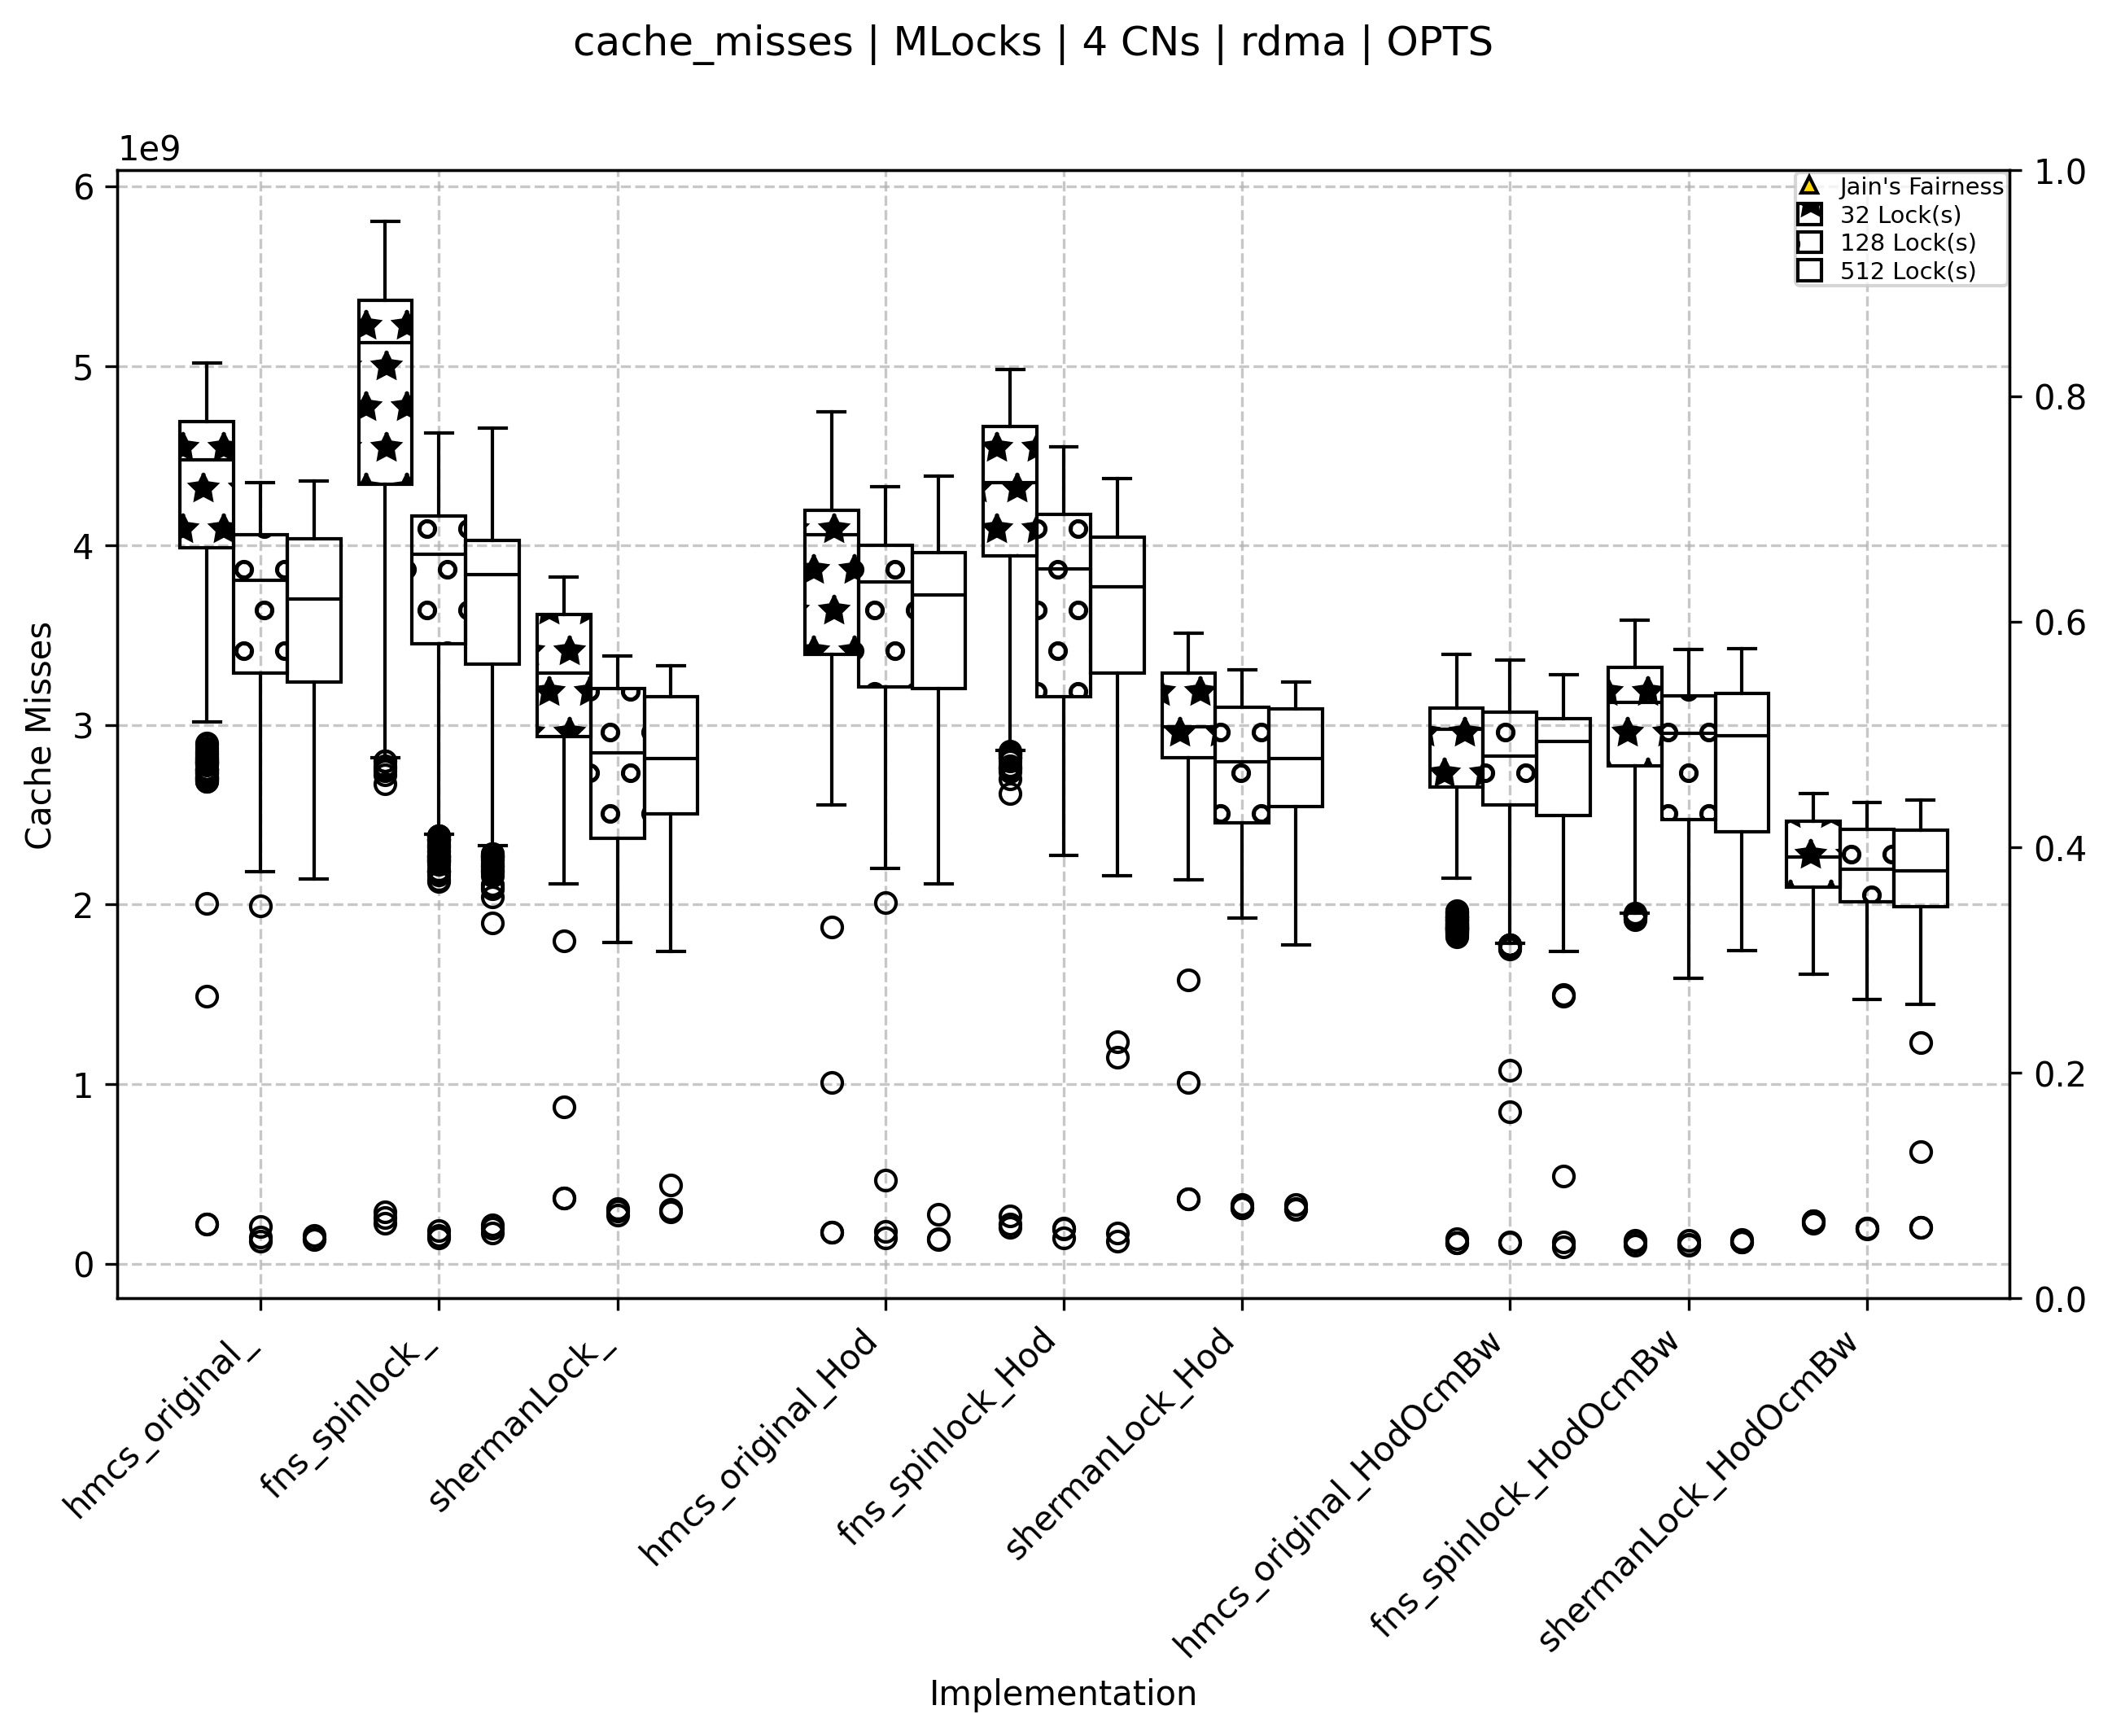 cache_misses | MLocks | 4 CNs | rdma | OPTS
1e9
Jain's Fairness
32 Lock(s)
128 Lock(s)
512 Lock(s)
6
5
4
3
2
1
0
Cache Misses
1.0
0.8
0.6
0.4
0.2
0.0
hmcs_original_
fns_spinlock_
shermanLock_
hmcs_original_Hod
fns_spinlock_Hod
shermanLock_Hod
hmcs_original_HodOcmBw
fns_spinlock_HodOcmBw
shermanLock_HodOcmBw
Implementation